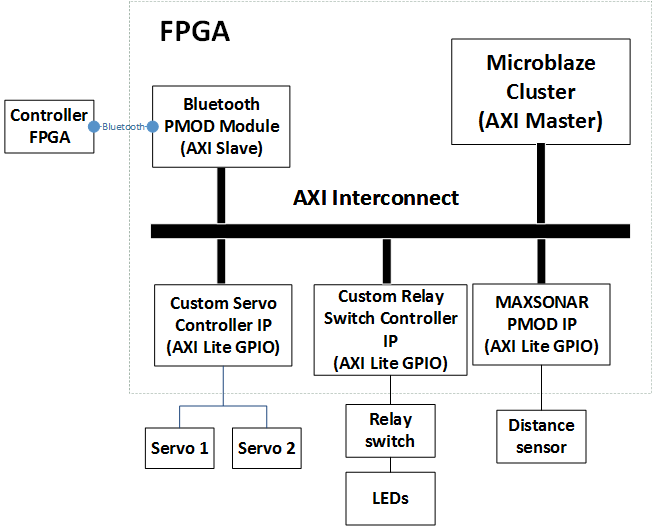 FPGA
Microblaze
Cluster
(AXI Master)
Bluetooth
PMOD Module
(AXI Slave)
Controller
FPGA
Bluetooth
AXI Interconnect
Custom Servo
Controller IP
(AXI Lite GPIO)
Custom Relay
Switch Controller
IP
(AXI Lite GPIO)
MAXSONAR
PMOD IP
(AXI Lite GPIO)
Servo 1
Servo 2
Relay
switch
Distance
sensor
LEDs